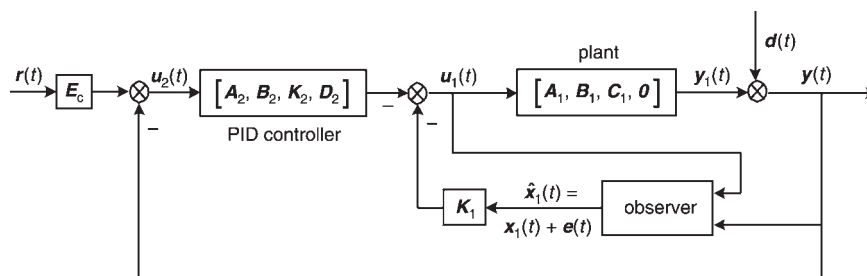 plant
d(t)
r(t)
E_c
u_2(t)
[A_2, B_2, K_2, D_2]
u_1(t)
[A_1, B_1, C_1, 0]
y_1(t)
y(t)
−
−
−
PID controller
K_1
x̂_1(t) =
x_1(t) + e(t)
observer